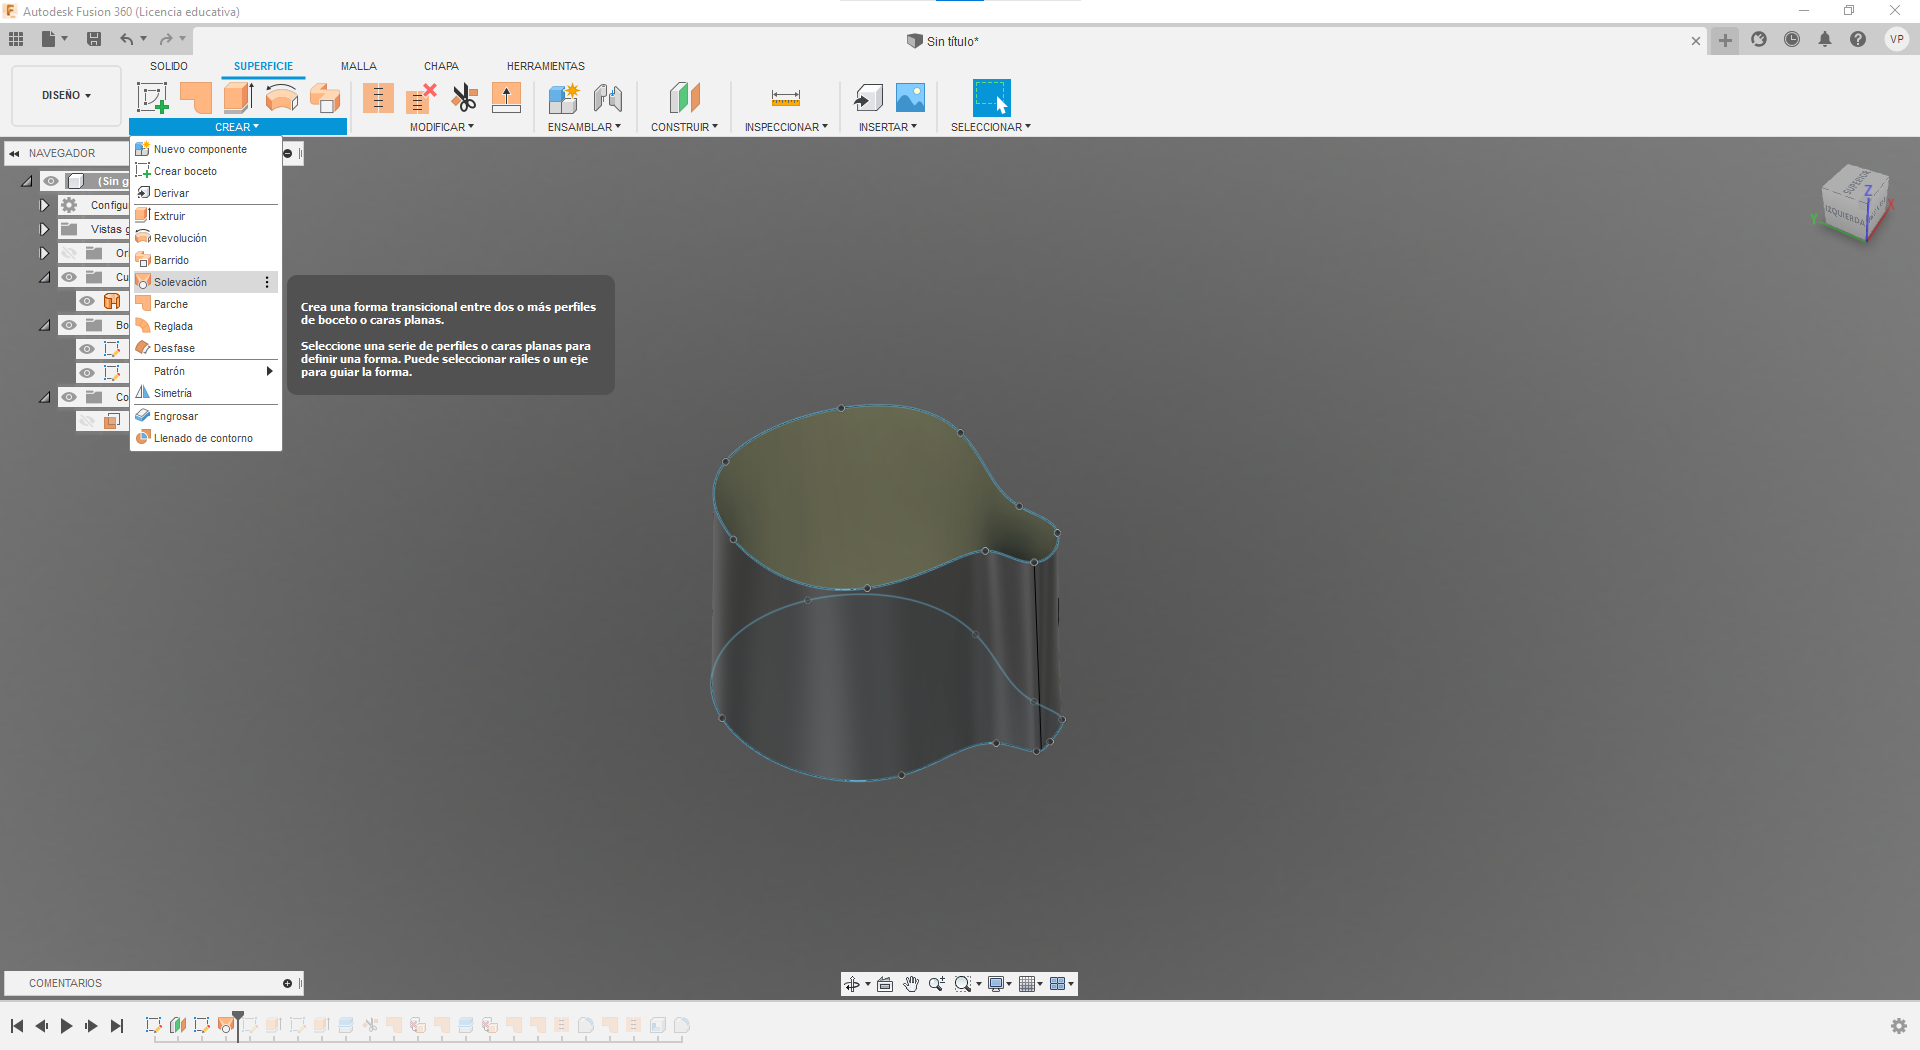 Autodesk Fusion 360 (Licencia educativa)
Sin título*
VP
DISEÑO
SOLIDO
SUPERFICIE
MALLA
CHAPA
HERRAMIENTAS
CREAR
MODIFICAR
ENSAMBLAR
CONSTRUIR
INSPECCIONAR
INSERTAR
SELECCIONAR
NAVEGADOR
(Sin g
Configu
Vistas g
Or
Cu
Bo
Co
Nuevo componente
Crear boceto
Derivar
Extruir
Revolución
Barrido
Solevación
Parche
Reglada
Desfase
Patrón
Simetría
Engrosar
Llenado de contorno
Crea una forma transicional entre dos o más perfiles
de boceto o caras planas.
Seleccione una serie de perfiles o caras planas para
definir una forma. Puede seleccionar raíles o un eje
para guiar la forma.
SUPERIOR
IZQUIERDA
Z
X
Y
COMENTARIOS